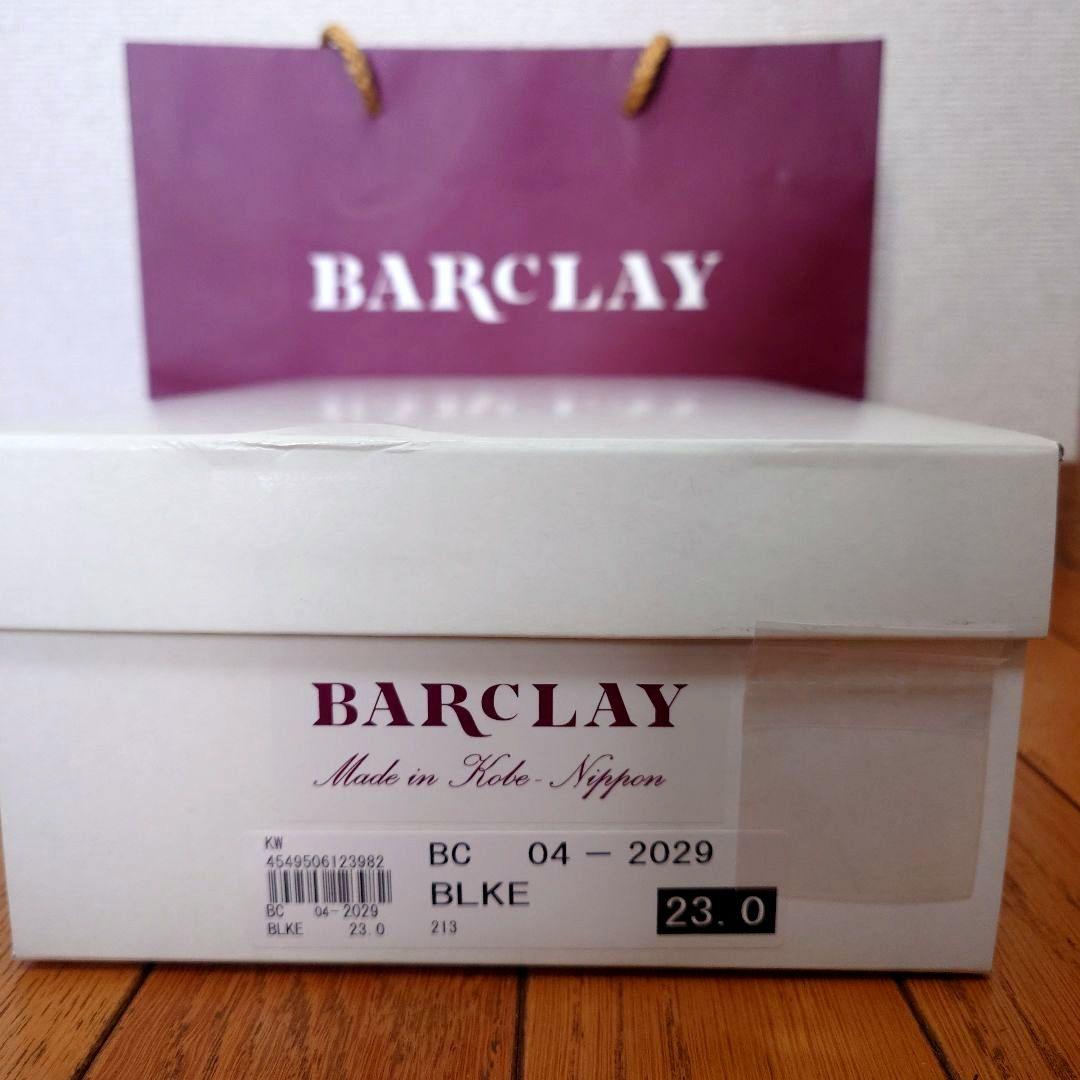 BARCLAY
BARCLAY
Made in Kobe - Nippon
KW
4549506123982
BC 04-2029
BLKE 23.0
BC 04 - 2029
BLKE
213
23.0